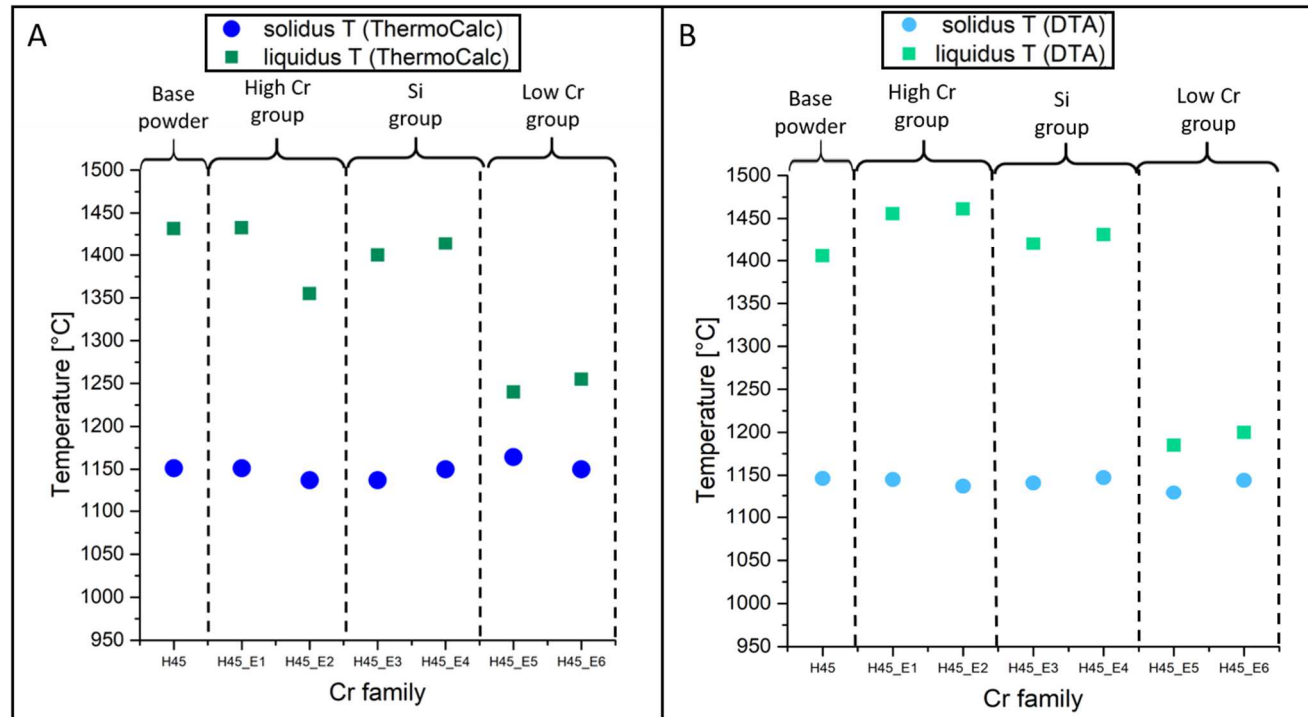 A
solidus T (ThermoCalc)
liquidus T (ThermoCalc)
Base
powder
High Cr
group
Si
group
Low Cr
group
1500
1450
1400
1350
1300
1250
1200
1150
1100
1050
1000
950
Temperature [°C]
H45
H45_E1
H45_E2
H45_E3
H45_E4
H45_E5
H45_E6
Cr family
B
solidus T (DTA)
liquidus T (DTA)
Base
powder
High Cr
group
Si
group
Low Cr
group
1500
1450
1400
1350
1300
1250
1200
1150
1100
1050
1000
950
Temperature [°C]
H45
H45_E1
H45_E2
H45_E3
H45_E4
H45_E5
H45_E6
Cr family